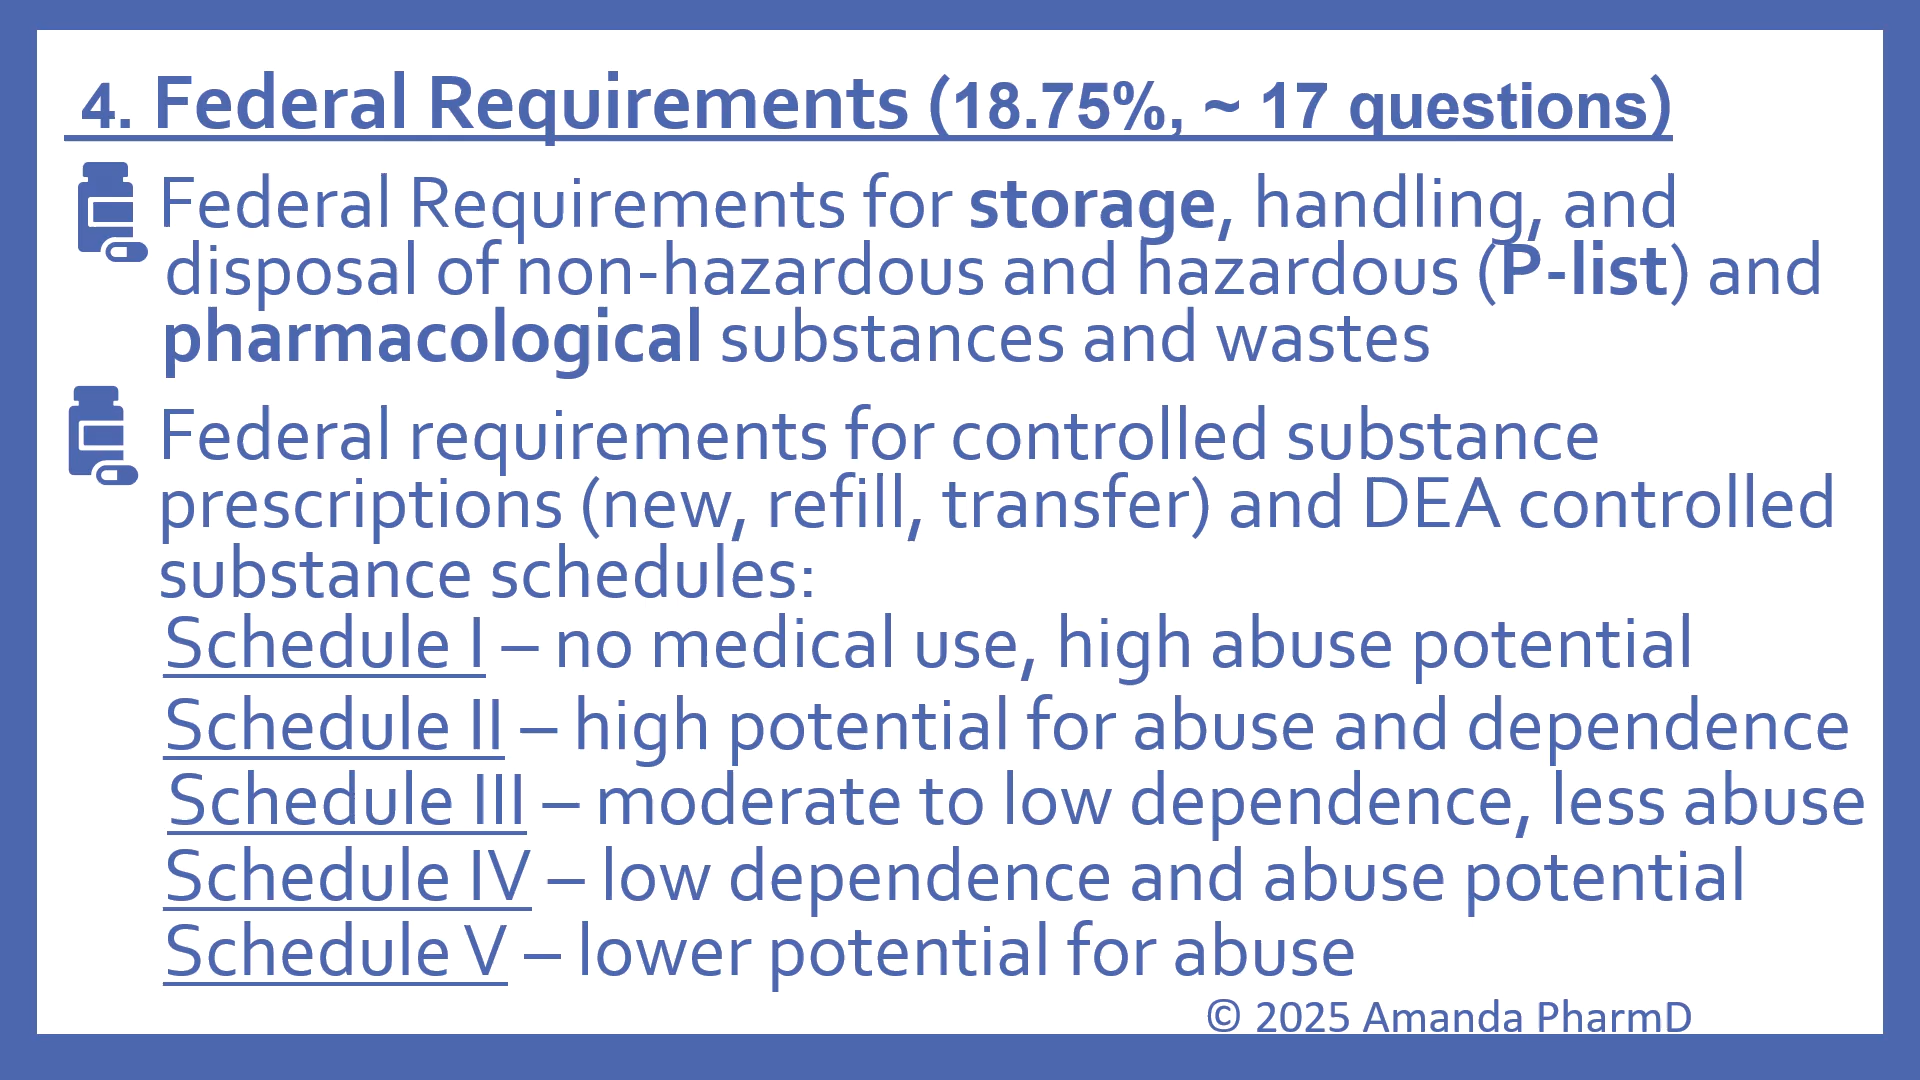 4. Federal Requirements (18.75%, ~ 17 questions)
Federal Requirements for storage, handling, and
disposal of non-hazardous and hazardous (P-list) and
pharmacological substances and wastes
Federal requirements for controlled substance
prescriptions (new, refill, transfer) and DEA controlled
substance schedules:
Schedule I – no medical use, high abuse potential
Schedule II – high potential for abuse and dependence
Schedule III – moderate to low dependence, less abuse
Schedule IV – low dependence and abuse potential
Schedule V – lower potential for abuse
© 2025 Amanda PharmD